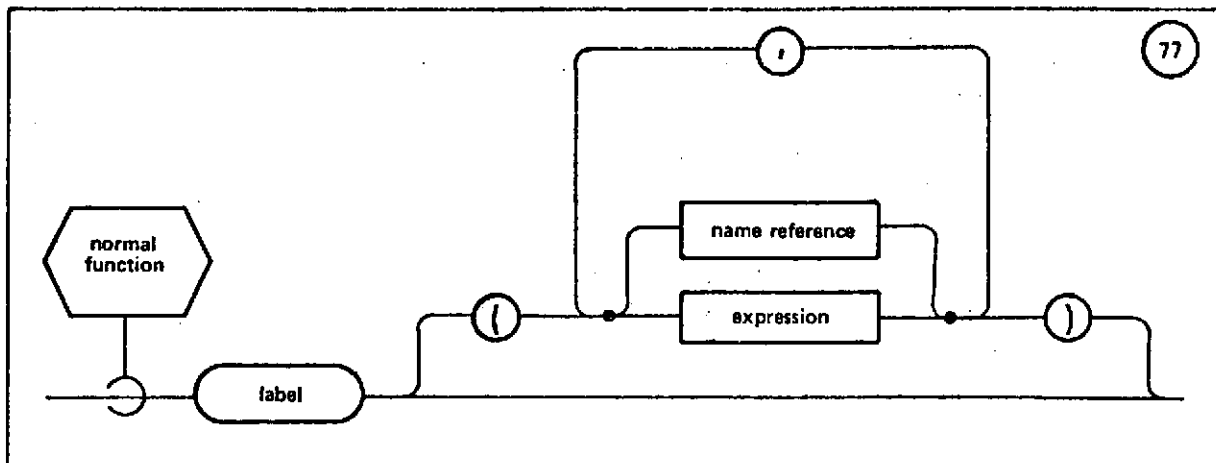 77
,
normal
function
name reference
(
expression
)
label